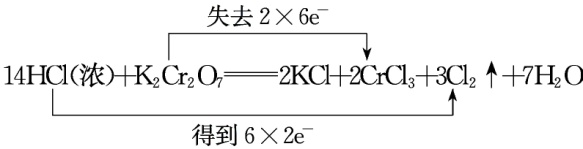 失去 2×6e⁻
14HCl(浓)+K₂Cr₂O₇══2KCl+2CrCl₃+3Cl₂↑+7H₂O
得到 6×2e⁻